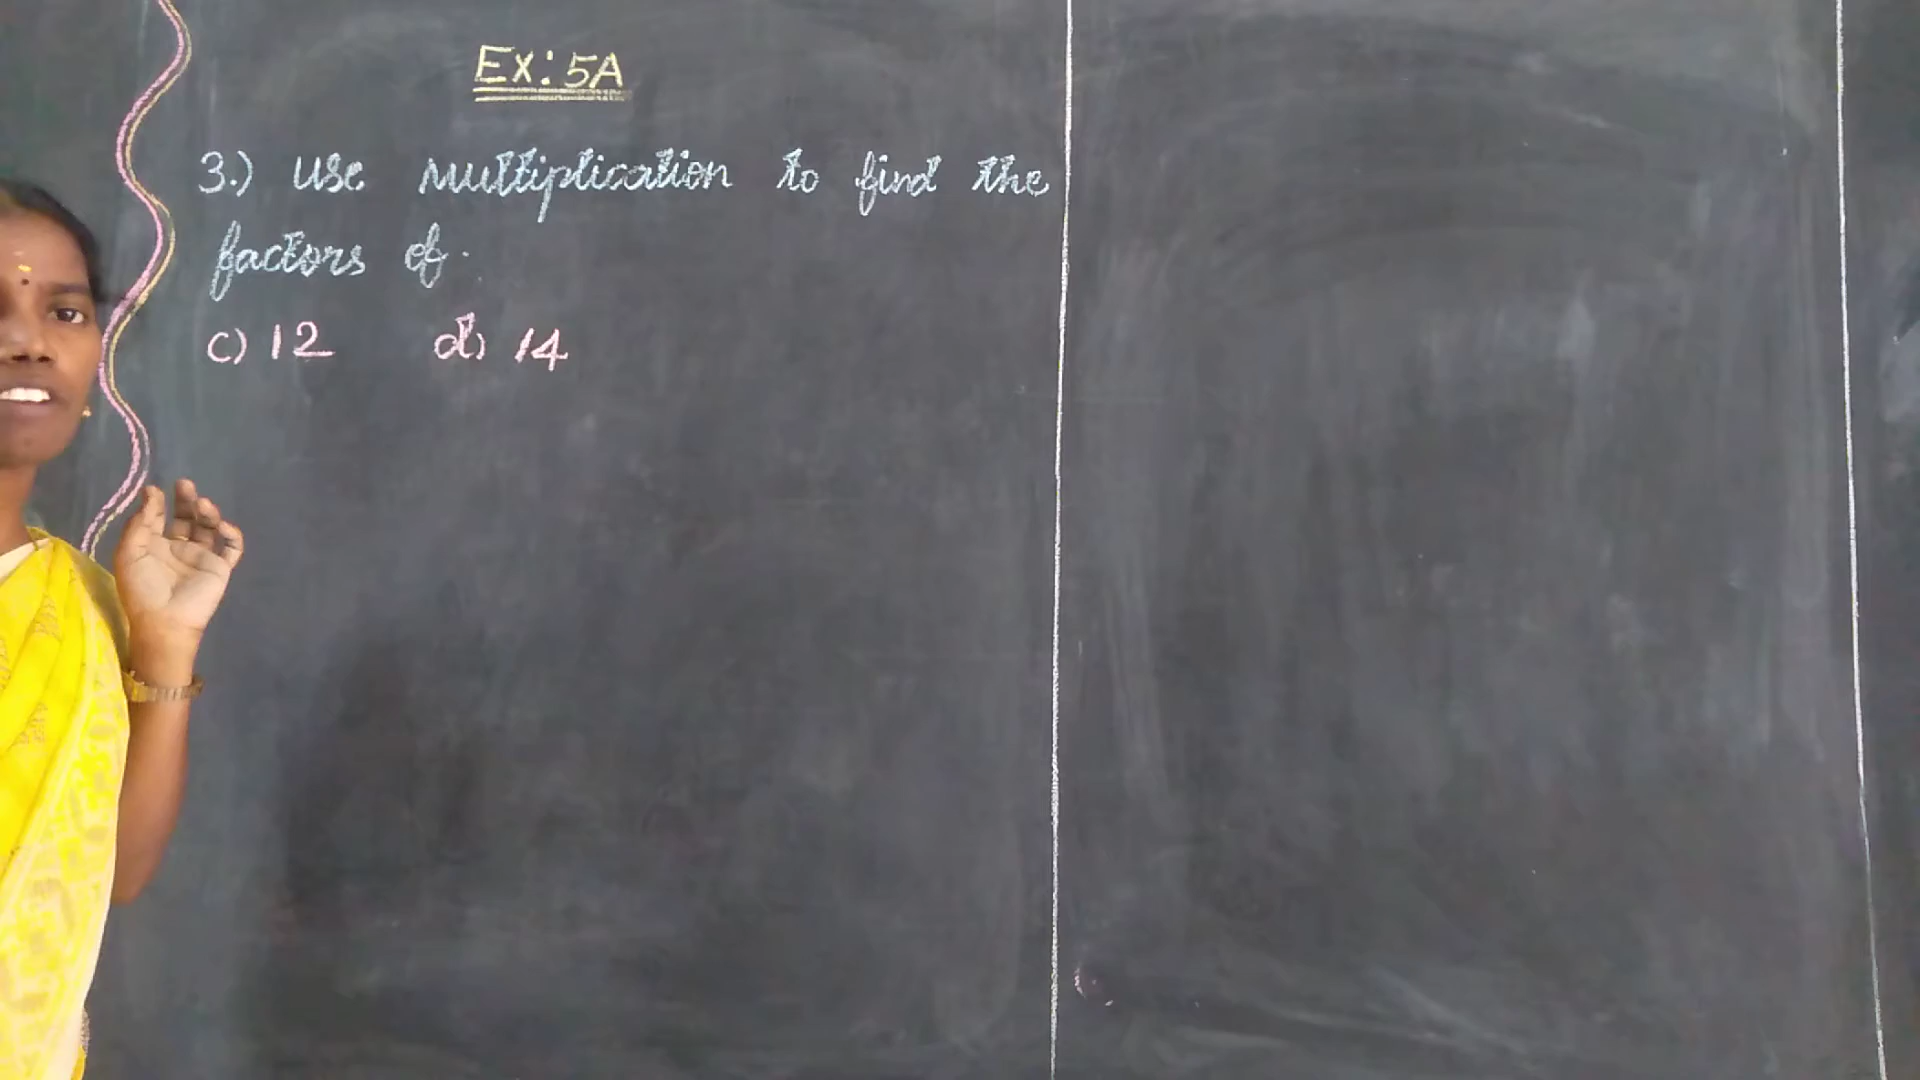 Ex: 5A
3.) Use multiplication to find the
factors of.
c) 12 d) 14